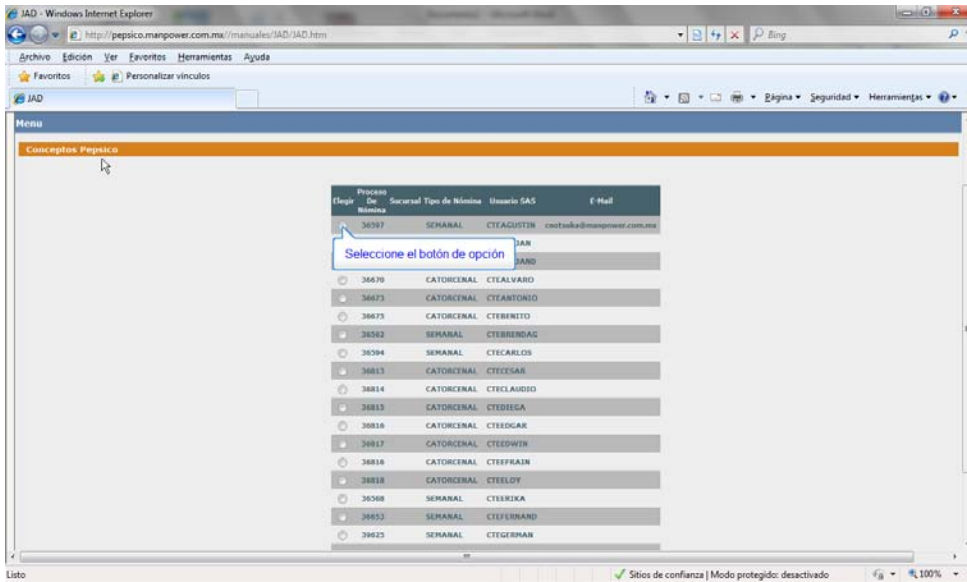 JAD - Windows Internet Explorer
http://pepsico.manpower.com.mx//manuales/JAD/JAD.htm
Bing
Archivo Edición Ver Favoritos Herramientas Ayuda
Favoritos Personalizar vínculos
JAD
Página Seguridad Herramientas
Menu
Conceptos Pepsico
Elegir Proceso De Nómina Sucursal Tipo de Nómina Usuario SAS E-Mail
36597 SEMANAL CTEAGUSTIN
Seleccione el botón de opción
36670 CATORCENAL CTEALVARO
36673 CATORCENAL CTEANTONIO
36675 CATORCENAL CTEBENITO
36582 SEMANAL CTEBRENDAG
36594 SEMANAL CTECARLOS
36813 CATORCENAL CTECESAR
36814 CATORCENAL CTECLAUDIO
36815 CATORCENAL CTEDIEGA
36816 CATORCENAL CTEEDGAR
36817 CATORCENAL CTEEDWIN
36816 CATORCENAL CTEEFRAIN
36818 CATORCENAL CTEELOY
36568 SEMANAL CTEERIKA
36653 SEMANAL CTEFERNAND
39625 SEMANAL CTEGERMAN
Listo
Sitios de confianza | Modo protegido: desactivado
100%